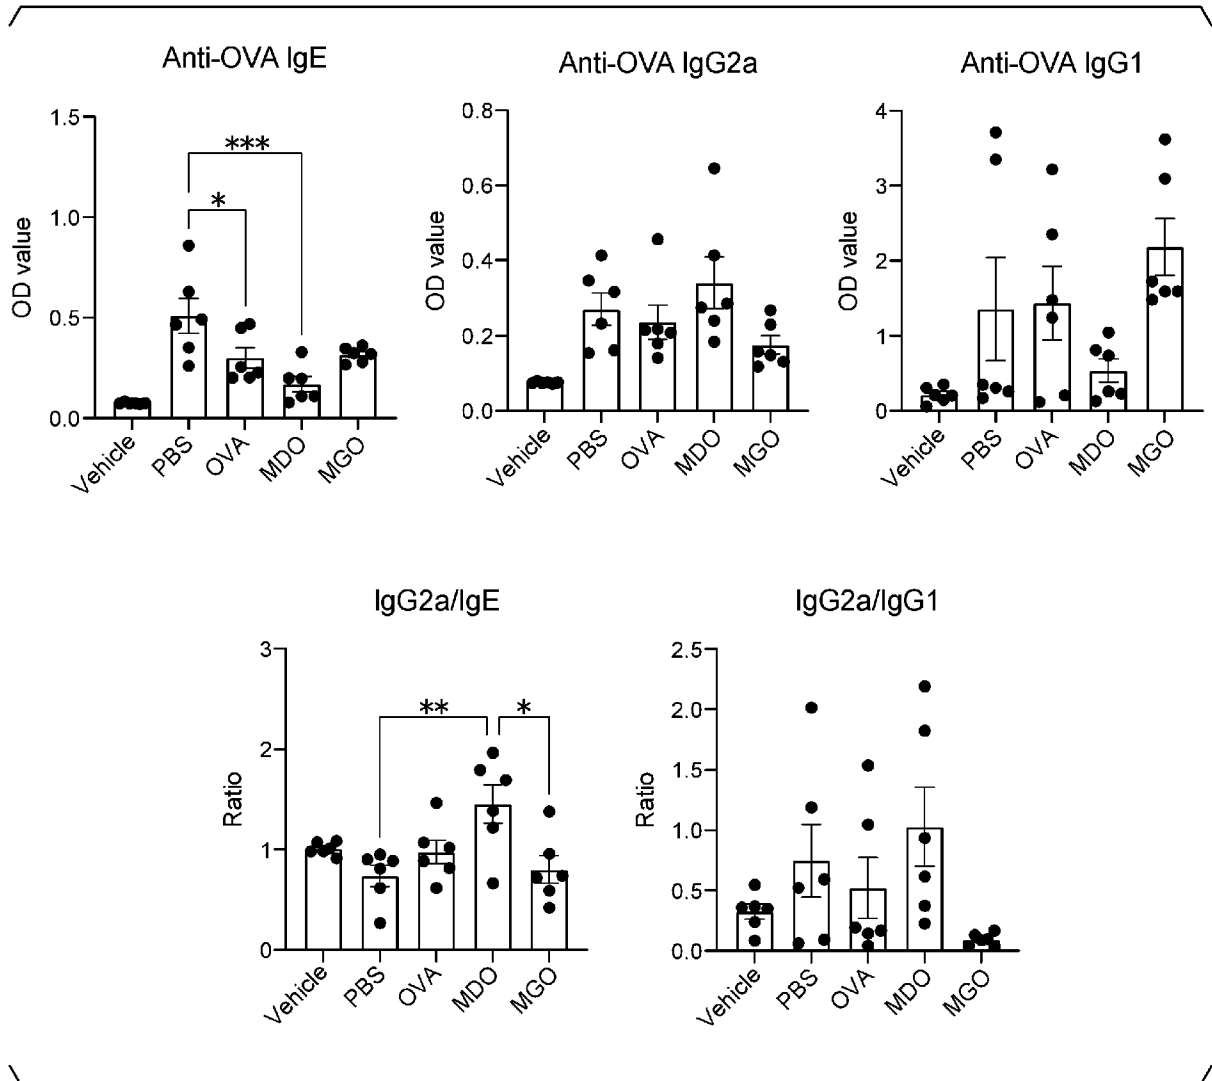 Anti-OVA IgE
1.5
1.0
0.5
0.0
OD value
***
*
Vehicle
PBS
OVA
MDO
MGO
Anti-OVA IgG2a
0.8
0.6
0.4
0.2
0.0
OD value
Vehicle
PBS
OVA
MDO
MGO
Anti-OVA IgG1
4
3
2
1
0
OD value
Vehicle
PBS
OVA
MDO
MGO
IgG2a/IgE
3
2
1
0
Ratio
**
*
Vehicle
PBS
OVA
MDO
MGO
IgG2a/IgG1
2.5
2.0
1.5
1.0
0.5
0.0
Ratio
Vehicle
PBS
OVA
MDO
MGO